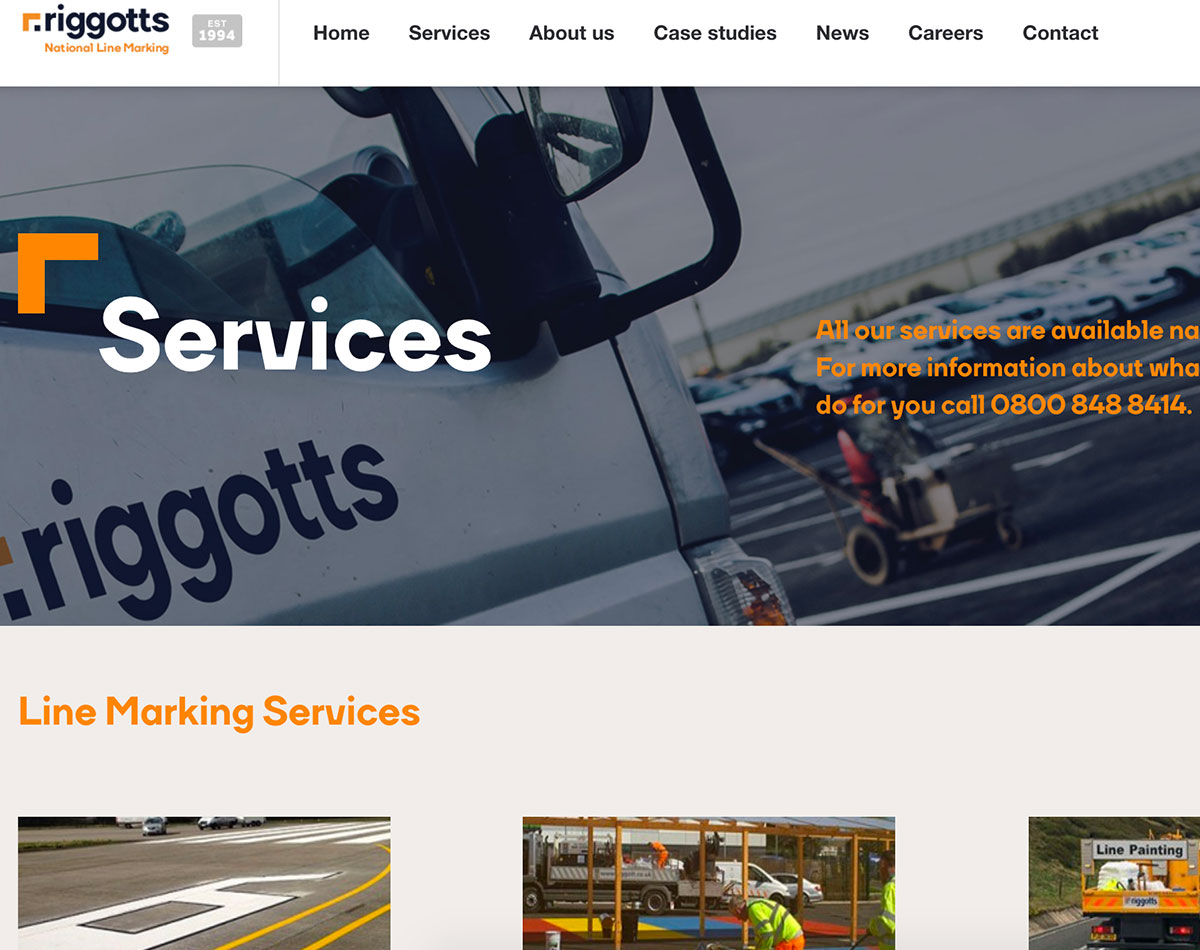 riggotts
National Line Marking
EST
1994
Home
Services
About us
Case studies
News
Careers
Contact
Services
All our services are available na
For more information about wha
do for you call 0800 848 8414.
riggotts
Line Marking Services
Line Painting
riggotts